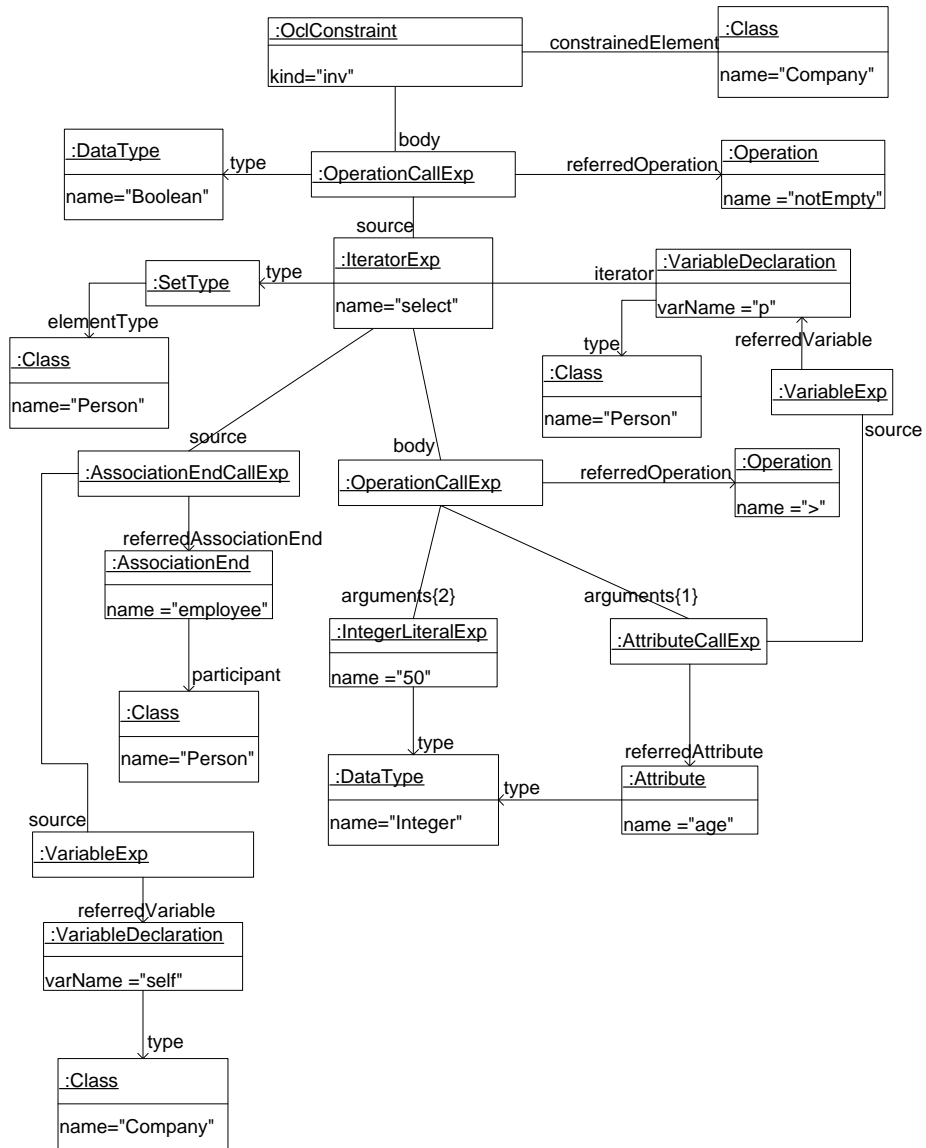 :OclConstraint
kind="inv"
constrainedElement
:Class
name="Company"
body
:DataType
name="Boolean"
type
:OperationCallExp
referredOperation
:Operation
name ="notEmpty"
source
:IteratorExp
name="select"
type
:SetType
elementType
:Class
name="Person"
iterator
:VariableDeclaration
varName ="p"
type
:Class
name="Person"
referredVariable
:VariableExp
source
source
:AssociationEndCallExp
body
:OperationCallExp
referredOperation
:Operation
name =">"
referredAssociationEnd
:AssociationEnd
name ="employee"
arguments{2}
:IntegerLiteralExp
name ="50"
arguments{1}
:AttributeCallExp
participant
:Class
name="Person"
type
:DataType
name="Integer"
type
referredAttribute
:Attribute
name ="age"
source
:VariableExp
referredVariable
:VariableDeclaration
varName ="self"
type
:Class
name="Company"